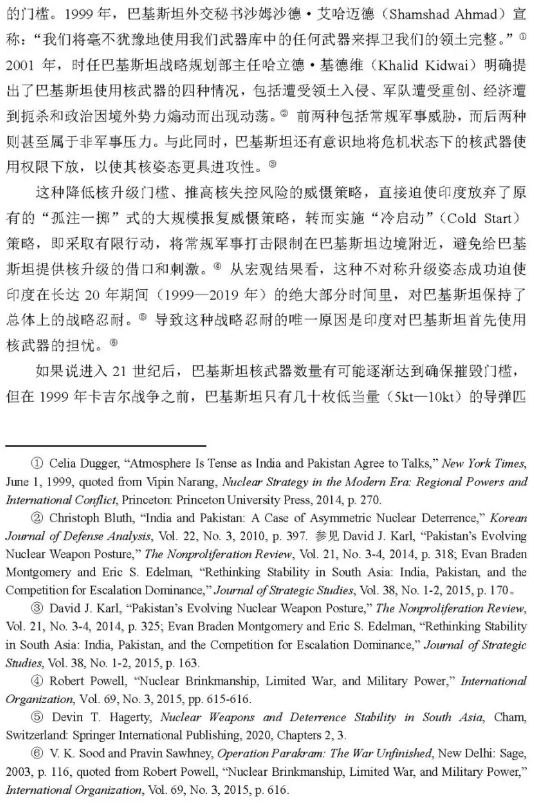 的门槛。1999 年，巴基斯坦外交秘书沙姆沙德·艾哈迈德（Shamshad Ahmad）宣
称：“我们将毫不犹豫地使用我们武器库中的任何武器来捍卫我们的领土完整。”①
2001 年，时任巴基斯坦战略规划部主任哈立德·基德维（Khalid Kidwai）明确提
出了巴基斯坦使用核武器的四种情况，包括遭受领土入侵、军队遭受重创、经济遭
到扼杀和政治因境外势力煽动而出现动荡。② 前两种包括常规军事威胁，而后两种
则甚至属于非军事压力。与此同时，巴基斯坦还有意识地将危机状态下的核武器使
用权限下放，以使其核姿态更具进攻性。③
这种降低核升级门槛、推高核失控风险的威慑策略，直接迫使印度放弃了原
有的“孤注一掷”式的大规模报复威慑策略，转而实施“冷启动”（Cold Start）
策略，即采取有限行动，将常规军事打击限制在巴基斯坦边境附近，避免给巴基
斯坦提供核升级的借口和刺激。④ 从宏观结果看，这种不对称升级姿态成功迫使
印度在长达 20 年期间（1999—2019 年）的绝大部分时间里，对巴基斯坦保持了
总体上的战略忍耐。⑤ 导致这种战略忍耐的唯一原因是印度对巴基斯坦首先使用
核武器的担忧。⑥
如果说进入 21 世纪后，巴基斯坦核武器数量有可能逐渐达到确保摧毁门槛，
但在 1999 年卡吉尔战争之前，巴基斯坦只有几十枚低当量（5kt—10kt）的导弹匹
① Celia Dugger, “Atmosphere Is Tense as India and Pakistan Agree to Talks,” New York Times,
June 1, 1999, quoted from Vipin Narang, Nuclear Strategy in the Modern Era: Regional Powers and
International Conflict, Princeton: Princeton University Press, 2014, p. 270.
② Christoph Bluth, “India and Pakistan: A Case of Asymmetric Nuclear Deterrence,” Korean
Journal of Defense Analysis, Vol. 22, No. 3, 2010, p. 397. 参见 David J. Karl, “Pakistan’s Evolving
Nuclear Weapon Posture,” The Nonproliferation Review, Vol. 21, No. 3-4, 2014, p. 318; Evan Braden
Montgomery and Eric S. Edelman, “Rethinking Stability in South Asia: India, Pakistan, and the
Competition for Escalation Dominance,” Journal of Strategic Studies, Vol. 38, No. 1-2, 2015, p. 170。
③ David J. Karl, “Pakistan’s Evolving Nuclear Weapon Posture,” The Nonproliferation Review,
Vol. 21, No. 3-4, 2014, p. 325; Evan Braden Montgomery and Eric S. Edelman, “Rethinking Stability
in South Asia: India, Pakistan, and the Competition for Escalation Dominance,” Journal of Strategic
Studies, Vol. 38, No. 1-2, 2015, p. 163.
④ Robert Powell, “Nuclear Brinkmanship, Limited War, and Military Power,” International
Organization, Vol. 69, No. 3, 2015, pp. 615-616.
⑤ Devin T. Hagerty, Nuclear Weapons and Deterrence Stability in South Asia, Cham,
Switzerland: Springer International Publishing, 2020, Chapters 2, 3.
⑥ V. K. Sood and Pravin Sawhney, Operation Parakram: The War Unfinished, New Delhi: Sage,
2003, p. 116, quoted from Robert Powell, “Nuclear Brinkmanship, Limited War, and Military Power,”
International Organization, Vol. 69, No. 3, 2015, p. 616.